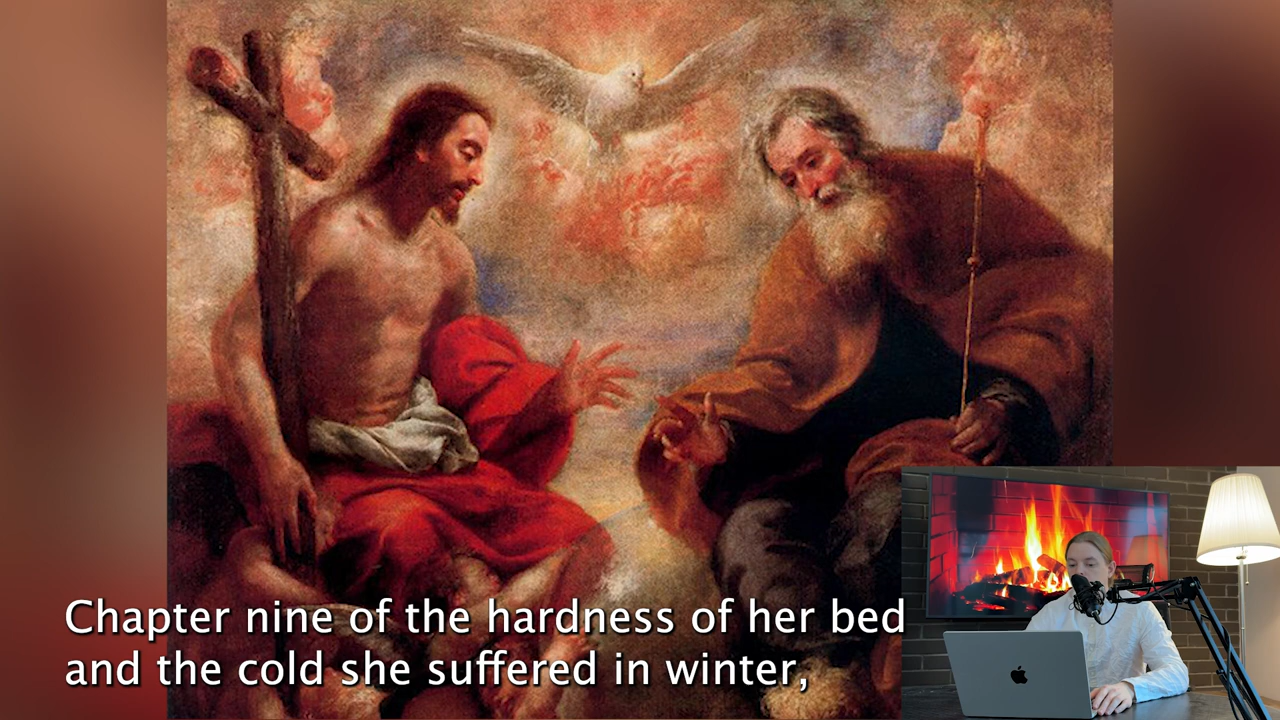 Chapter nine of the hardness of her bed
and the cold she suffered in winter,